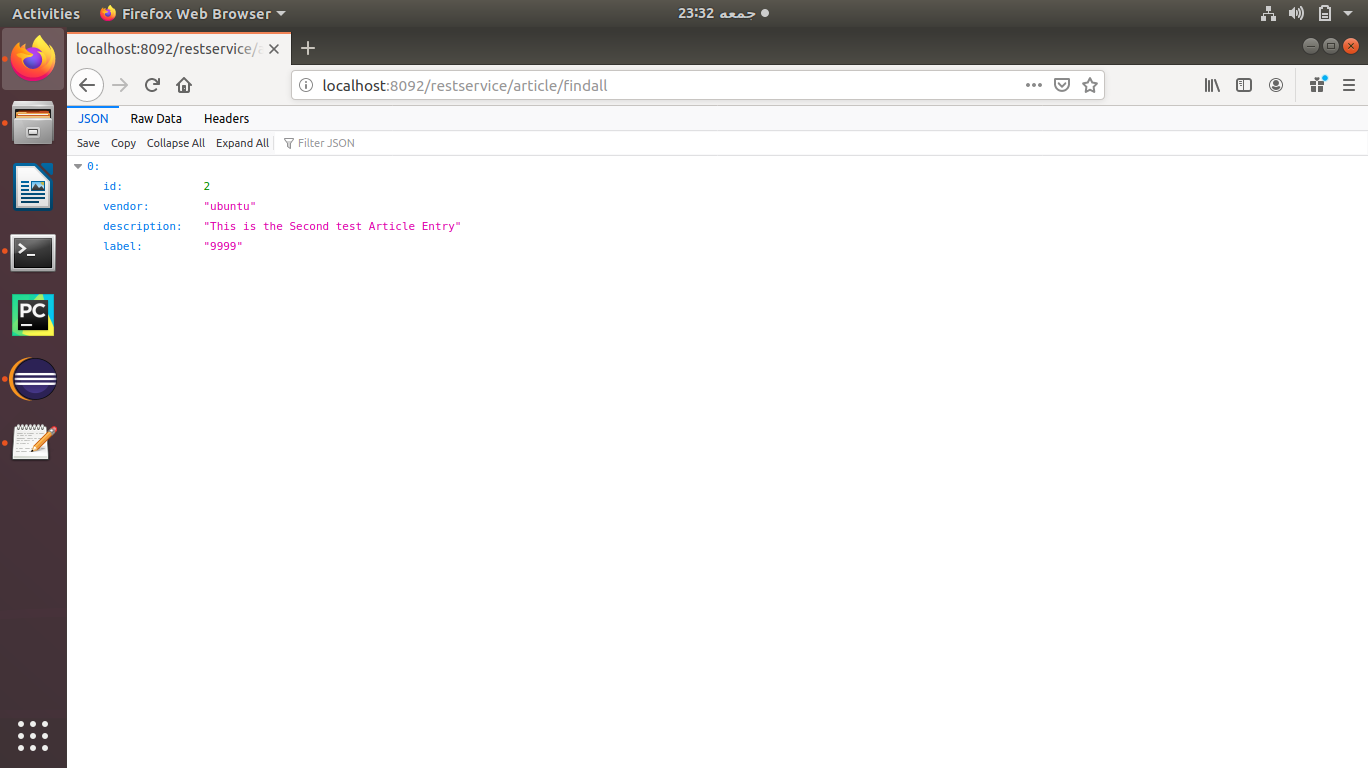 Activities Firefox Web Browser جمعه 23:32
localhost:8092/restservice/a
localhost:8092/restservice/article/findall
JSON Raw Data Headers
Save Copy Collapse All Expand All Filter JSON
0:
id: 2
vendor: "ubuntu"
description: "This is the Second test Article Entry"
label: "9999"
>_
PC